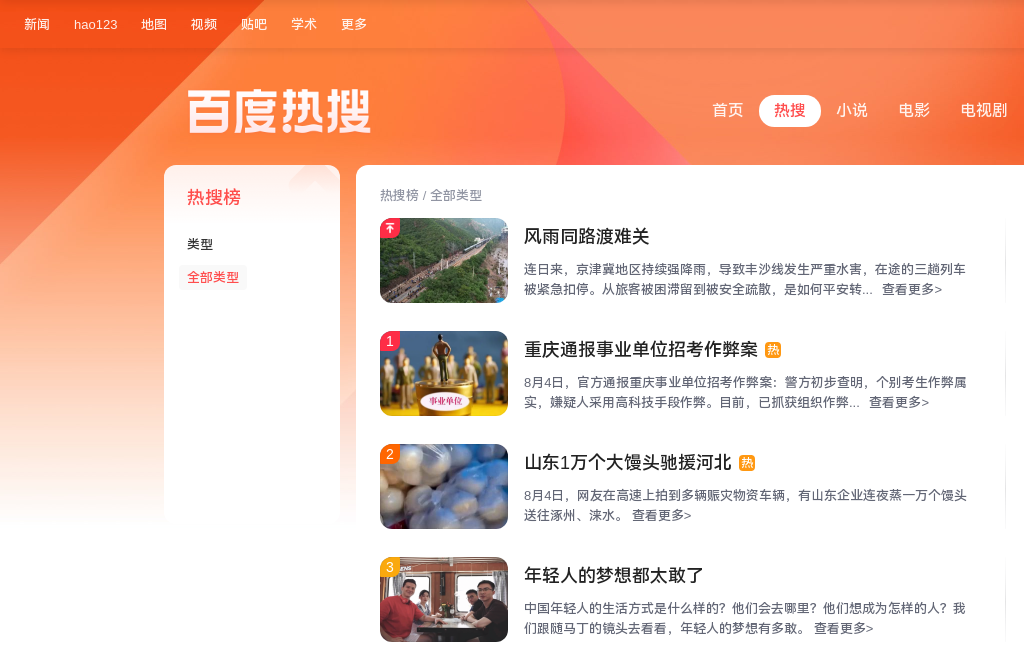 新闻 hao123 地图 视频 贴吧 学术 更多
百度热搜
首页 热搜 小说 电影 电视剧
热搜榜
类型
全部类型
热搜榜 / 全部类型
风雨同路渡难关
连日来，京津冀地区持续强降雨，导致丰沙线发生严重水害，在途的三趟列车
被紧急扣停。从旅客被困滞留到被安全疏散，是如何平安转... 查看更多>
1
事业单位
重庆通报事业单位招考作弊案 热
8月4日，官方通报重庆事业单位招考作弊案：警方初步查明，个别考生作弊属
实，嫌疑人采用高科技手段作弊。目前，已抓获组织作弊... 查看更多>
2
山东1万个大馒头驰援河北 热
8月4日，网友在高速上拍到多辆赈灾物资车辆，有山东企业连夜蒸一万个馒头
送往涿州、涞水。 查看更多>
3
年轻人的梦想都太敢了
中国年轻人的生活方式是什么样的？他们会去哪里？他们想成为怎样的人？我
们跟随马丁的镜头去看看，年轻人的梦想有多敢。 查看更多>